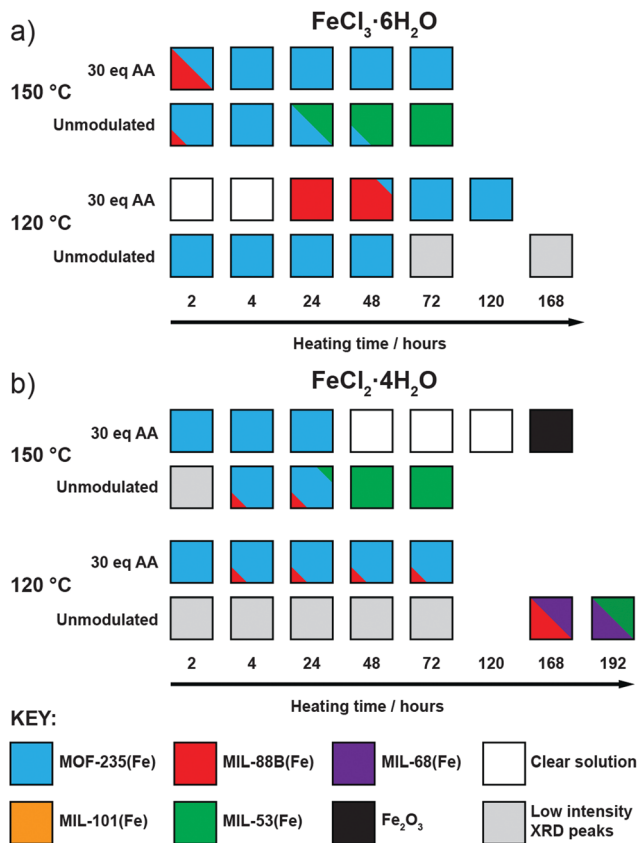 a)
FeCl₃·6H₂O
150 °C
30 eq AA
Unmodulated
120 °C
30 eq AA
Unmodulated
2 4 24 48 72 120 168
Heating time / hours
b)
FeCl₂·4H₂O
150 °C
30 eq AA
Unmodulated
120 °C
30 eq AA
Unmodulated
2 4 24 48 72 120 168 192
Heating time / hours
KEY:
MOF-235(Fe) MIL-88B(Fe) MIL-68(Fe) Clear solution
MIL-101(Fe) MIL-53(Fe) Fe₂O₃ Low intensity
XRD peaks